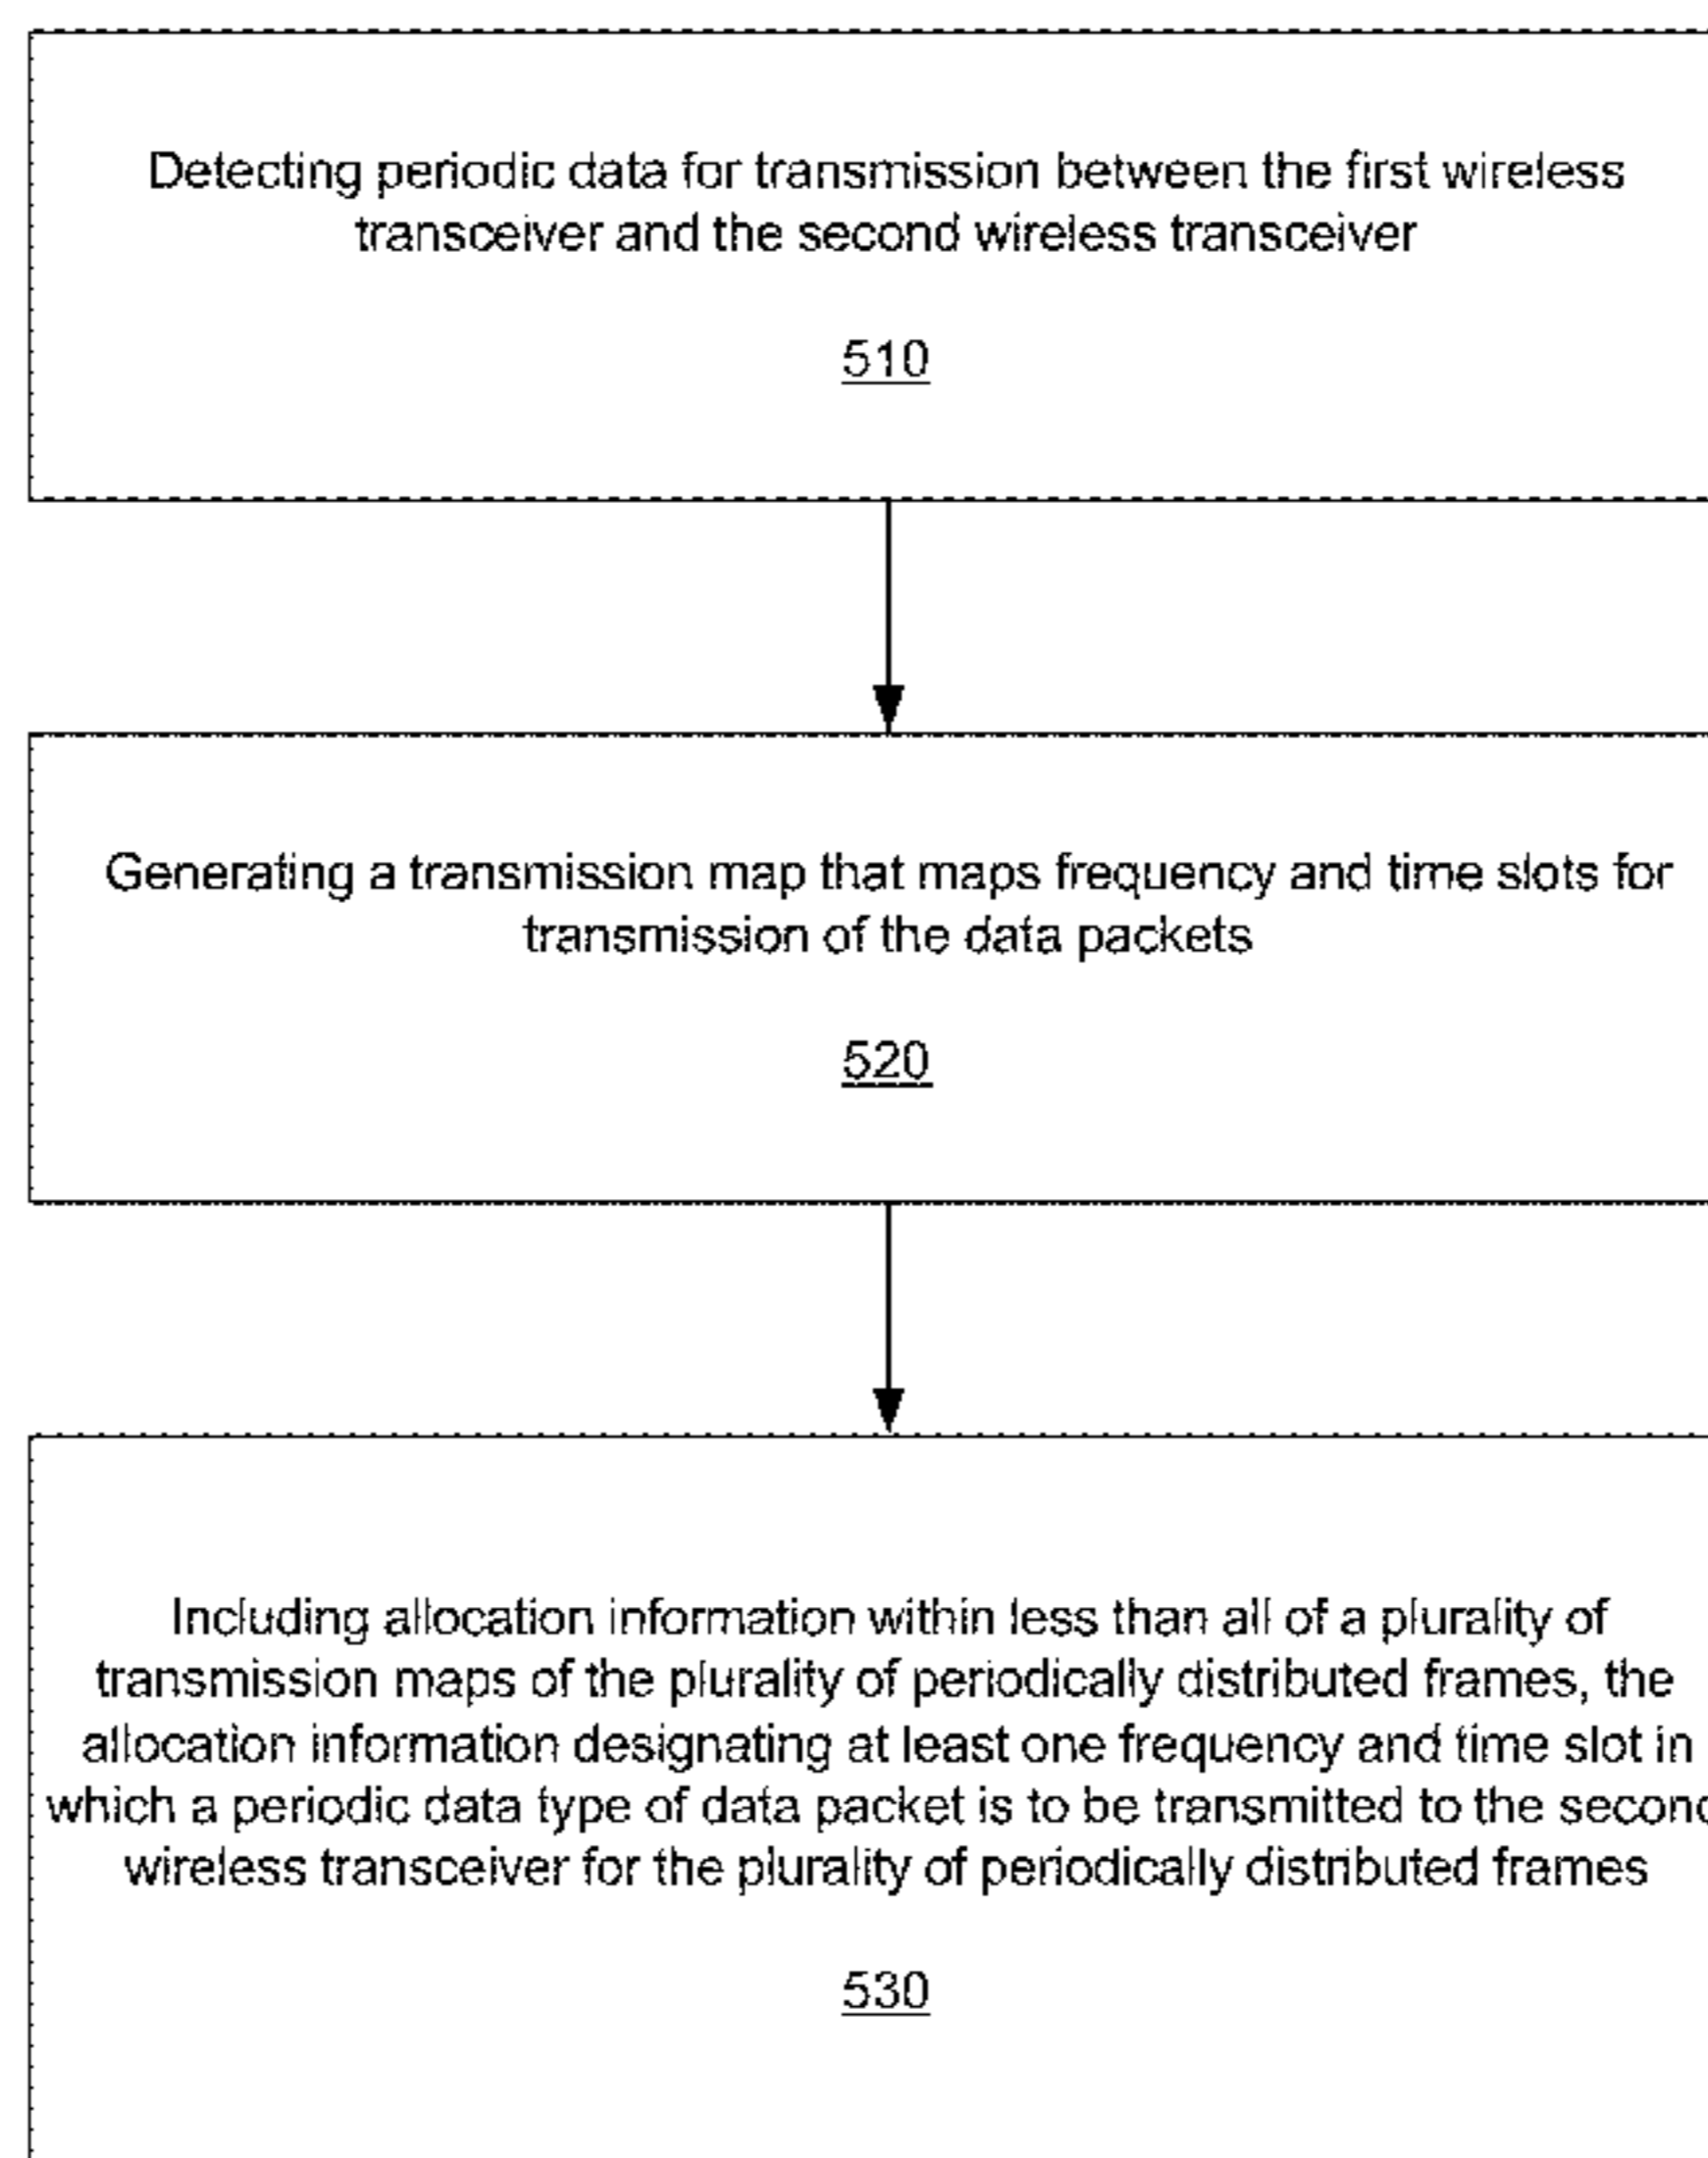 Detecting periodic data for transmission between the first wireless
transceiver and the second wireless transceiver
510
Generating a transmission map that maps frequency and time slots for
transmission of the data packets
520
Including allocation information within less than all of a plurality of
transmission maps of the plurality of periodically distributed frames, the
allocation information designating at least one frequency and time slot in
which a periodic data type of data packet is to be transmitted to the second
wireless transceiver for the plurality of periodically distributed frames
530